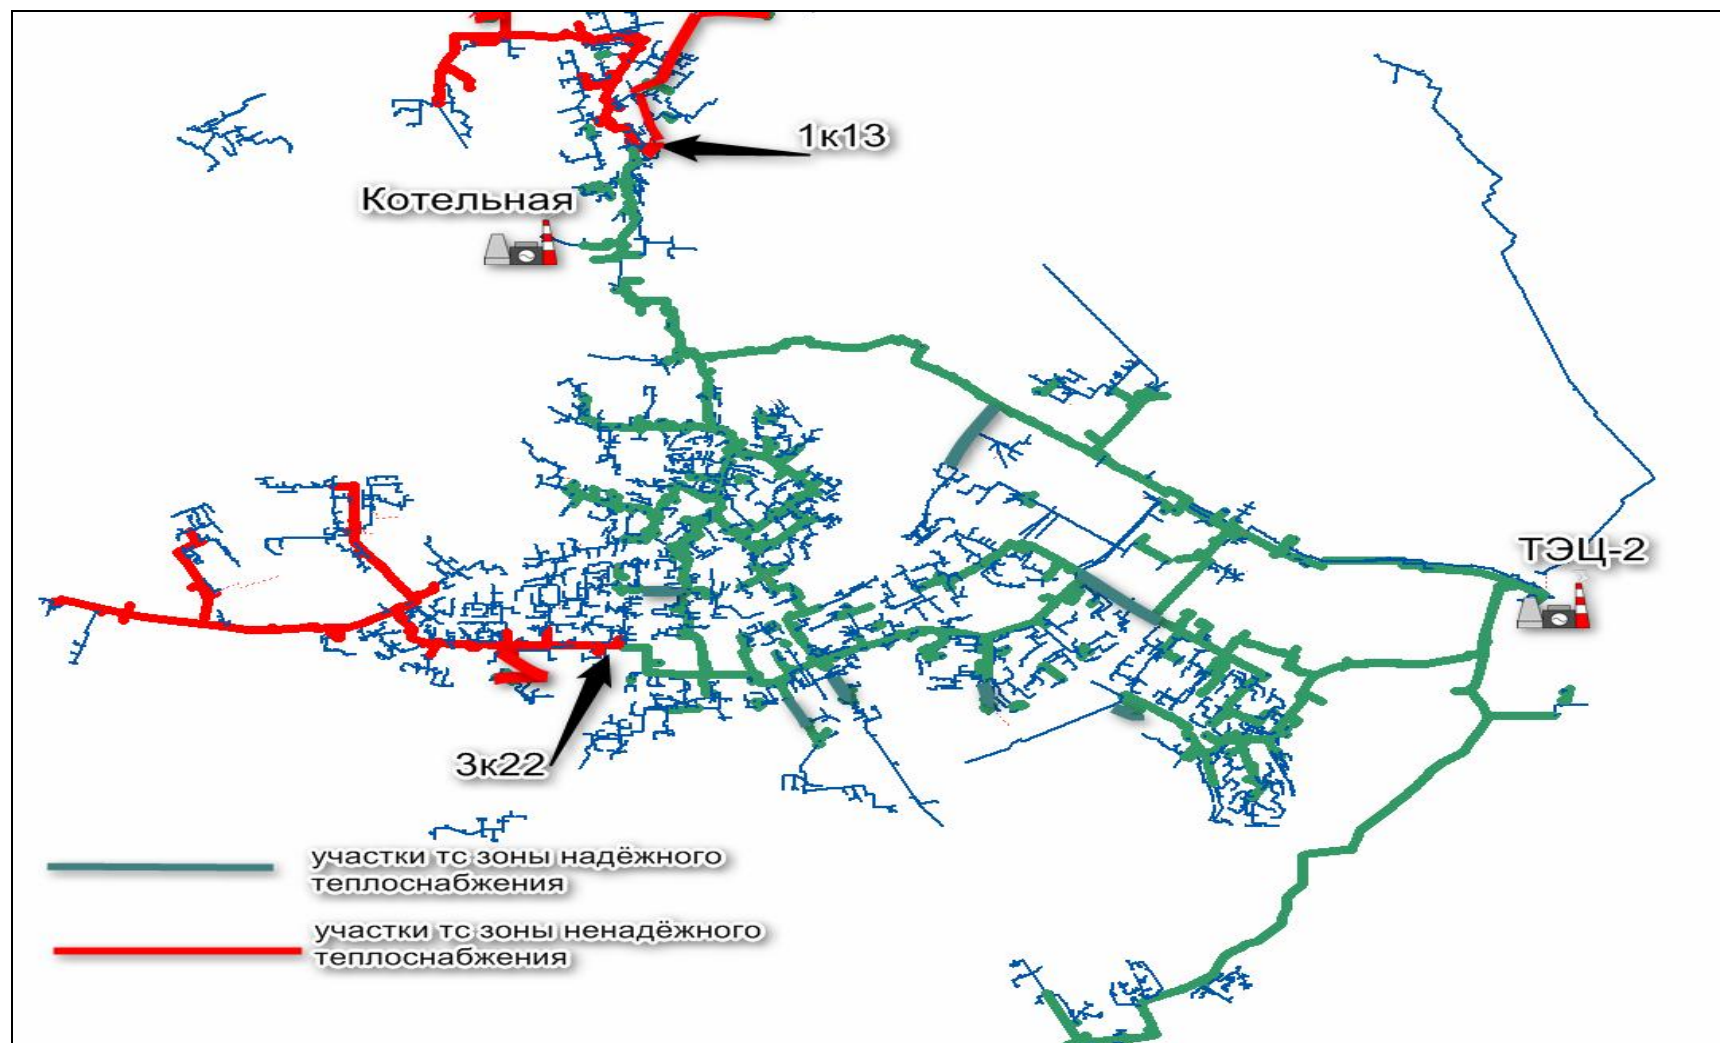 1к13
Котельная
ТЭЦ-2
3к22
участки тс зоны надёжного
теплоснабжения
участки тс зоны ненадёжного
теплоснабжения